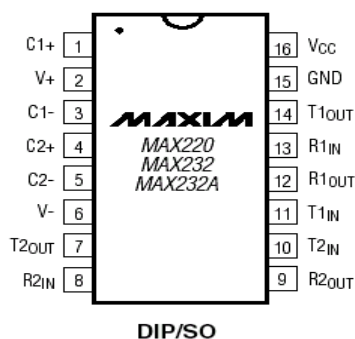 C1+ 1 16 VCC
V+ 2 15 GND
C1- 3 14 T1OUT
C2+ 4 13 R1IN
C2- 5 12 R1OUT
V- 6 11 T1IN
T2OUT 7 10 T2IN
R2IN 8 9 R2OUT
MAXIM
MAX220
MAX232
MAX232A
DIP/SO